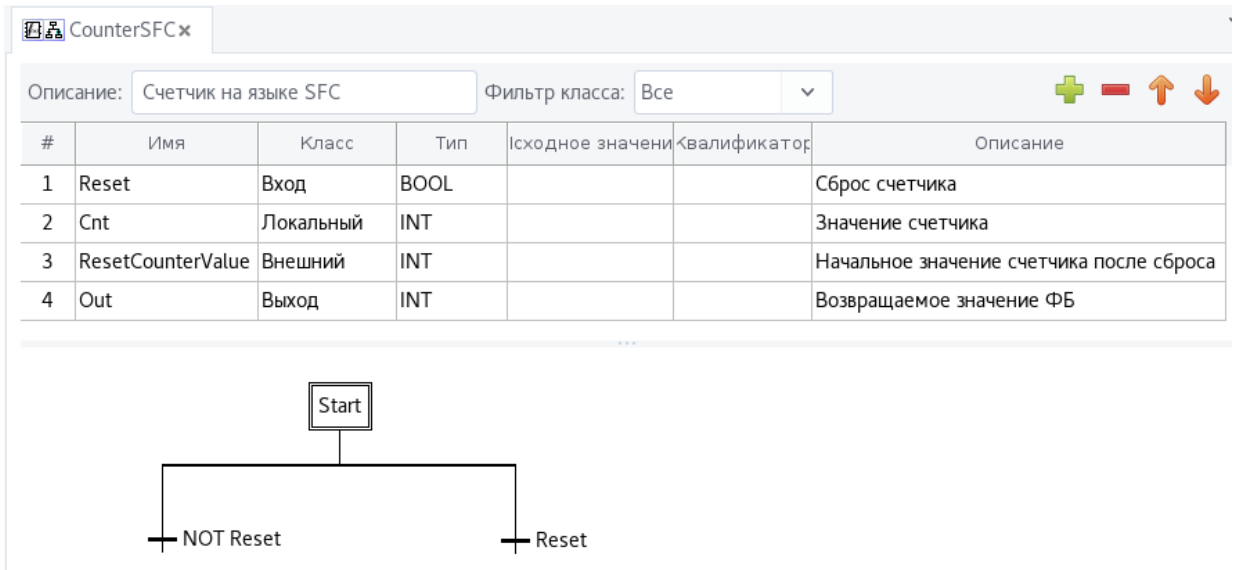 CounterSFC×
Описание: Счетчик на языке SFC Фильтр класса: Все
# Имя Класс Тип Исходное значени Квалификатор Описание
1 Reset Вход BOOL Сброс счетчика
2 Cnt Локальный INT Значение счетчика
3 ResetCounterValue Внешний INT Начальное значение счетчика после сброса
4 Out Выход INT Возвращаемое значение ФБ
Start
NOT Reset Reset